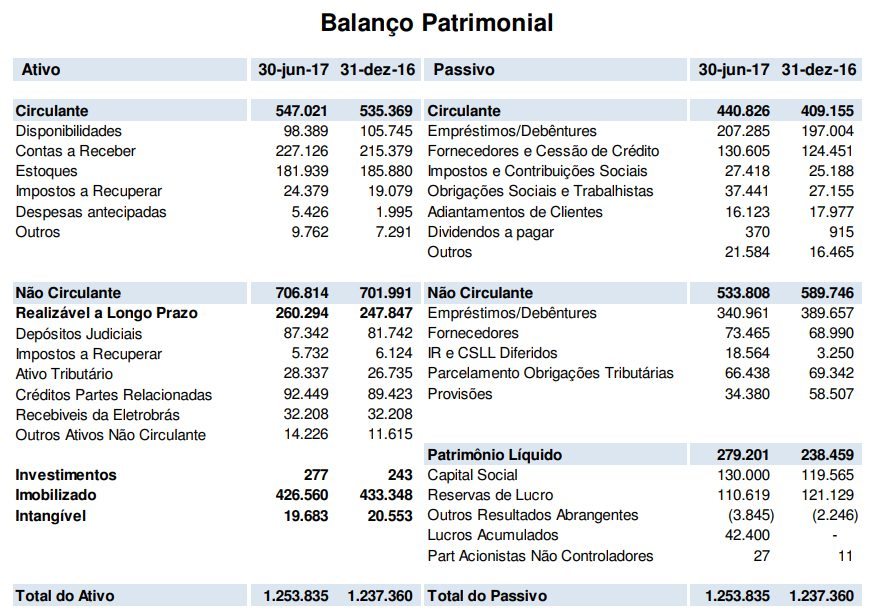 Balanço Patrimonial
Ativo 30-jun-17 31-dez-16 Passivo 30-jun-17 31-dez-16
Circulante 547.021 535.369 Circulante 440.826 409.155
Disponibilidades 98.389 105.745 Empréstimos/Debêntures 207.285 197.004
Contas a Receber 227.126 215.379 Fornecedores e Cessão de Crédito 130.605 124.451
Estoques 181.939 185.880 Impostos e Contribuições Sociais 27.418 25.188
Impostos a Recuperar 24.379 19.079 Obrigações Sociais e Trabalhistas 37.441 27.155
Despesas antecipadas 5.426 1.995 Adiantamentos de Clientes 16.123 17.977
Outros 9.762 7.291 Dividendos a pagar 370 915
Outros 21.584 16.465
Não Circulante 706.814 701.991 Não Circulante 533.808 589.746
Realizável a Longo Prazo 260.294 247.847 Empréstimos/Debêntures 340.961 389.657
Depósitos Judiciais 87.342 81.742 Fornecedores 73.465 68.990
Impostos a Recuperar 5.732 6.124 IR e CSLL Diferidos 18.564 3.250
Ativo Tributário 28.337 26.735 Parcelamento Obrigações Tributárias 66.438 69.342
Créditos Partes Relacionadas 92.449 89.423 Provisões 34.380 58.507
Recebiveis da Eletrobrás 32.208 32.208
Outros Ativos Não Circulante 14.226 11.615
Patrimônio Líquido 279.201 238.459
Investimentos 277 243 Capital Social 130.000 119.565
Imobilizado 426.560 433.348 Reservas de Lucro 110.619 121.129
Intangível 19.683 20.553 Outros Resultados Abrangentes (3.845) (2.246)
Lucros Acumulados 42.400 -
Part Acionistas Não Controladores 27 11
Total do Ativo 1.253.835 1.237.360 Total do Passivo 1.253.835 1.237.360